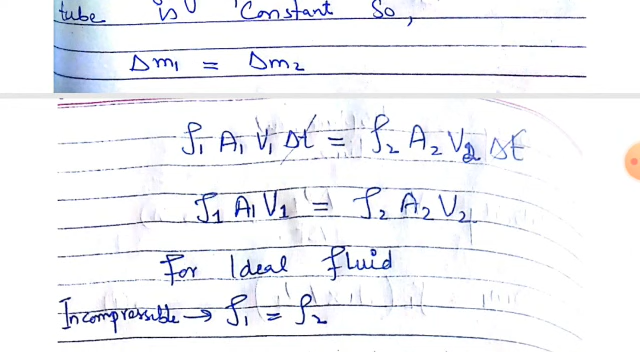 tube is Constant So,
Δm₁ = Δm₂
ρ₁ A₁ V₁ Δt = ρ₂ A₂ V₂ Δt
ρ₁ A₁ V₁ = ρ₂ A₂ V₂
For Ideal fluid
Incompressible → ρ₁ = ρ₂